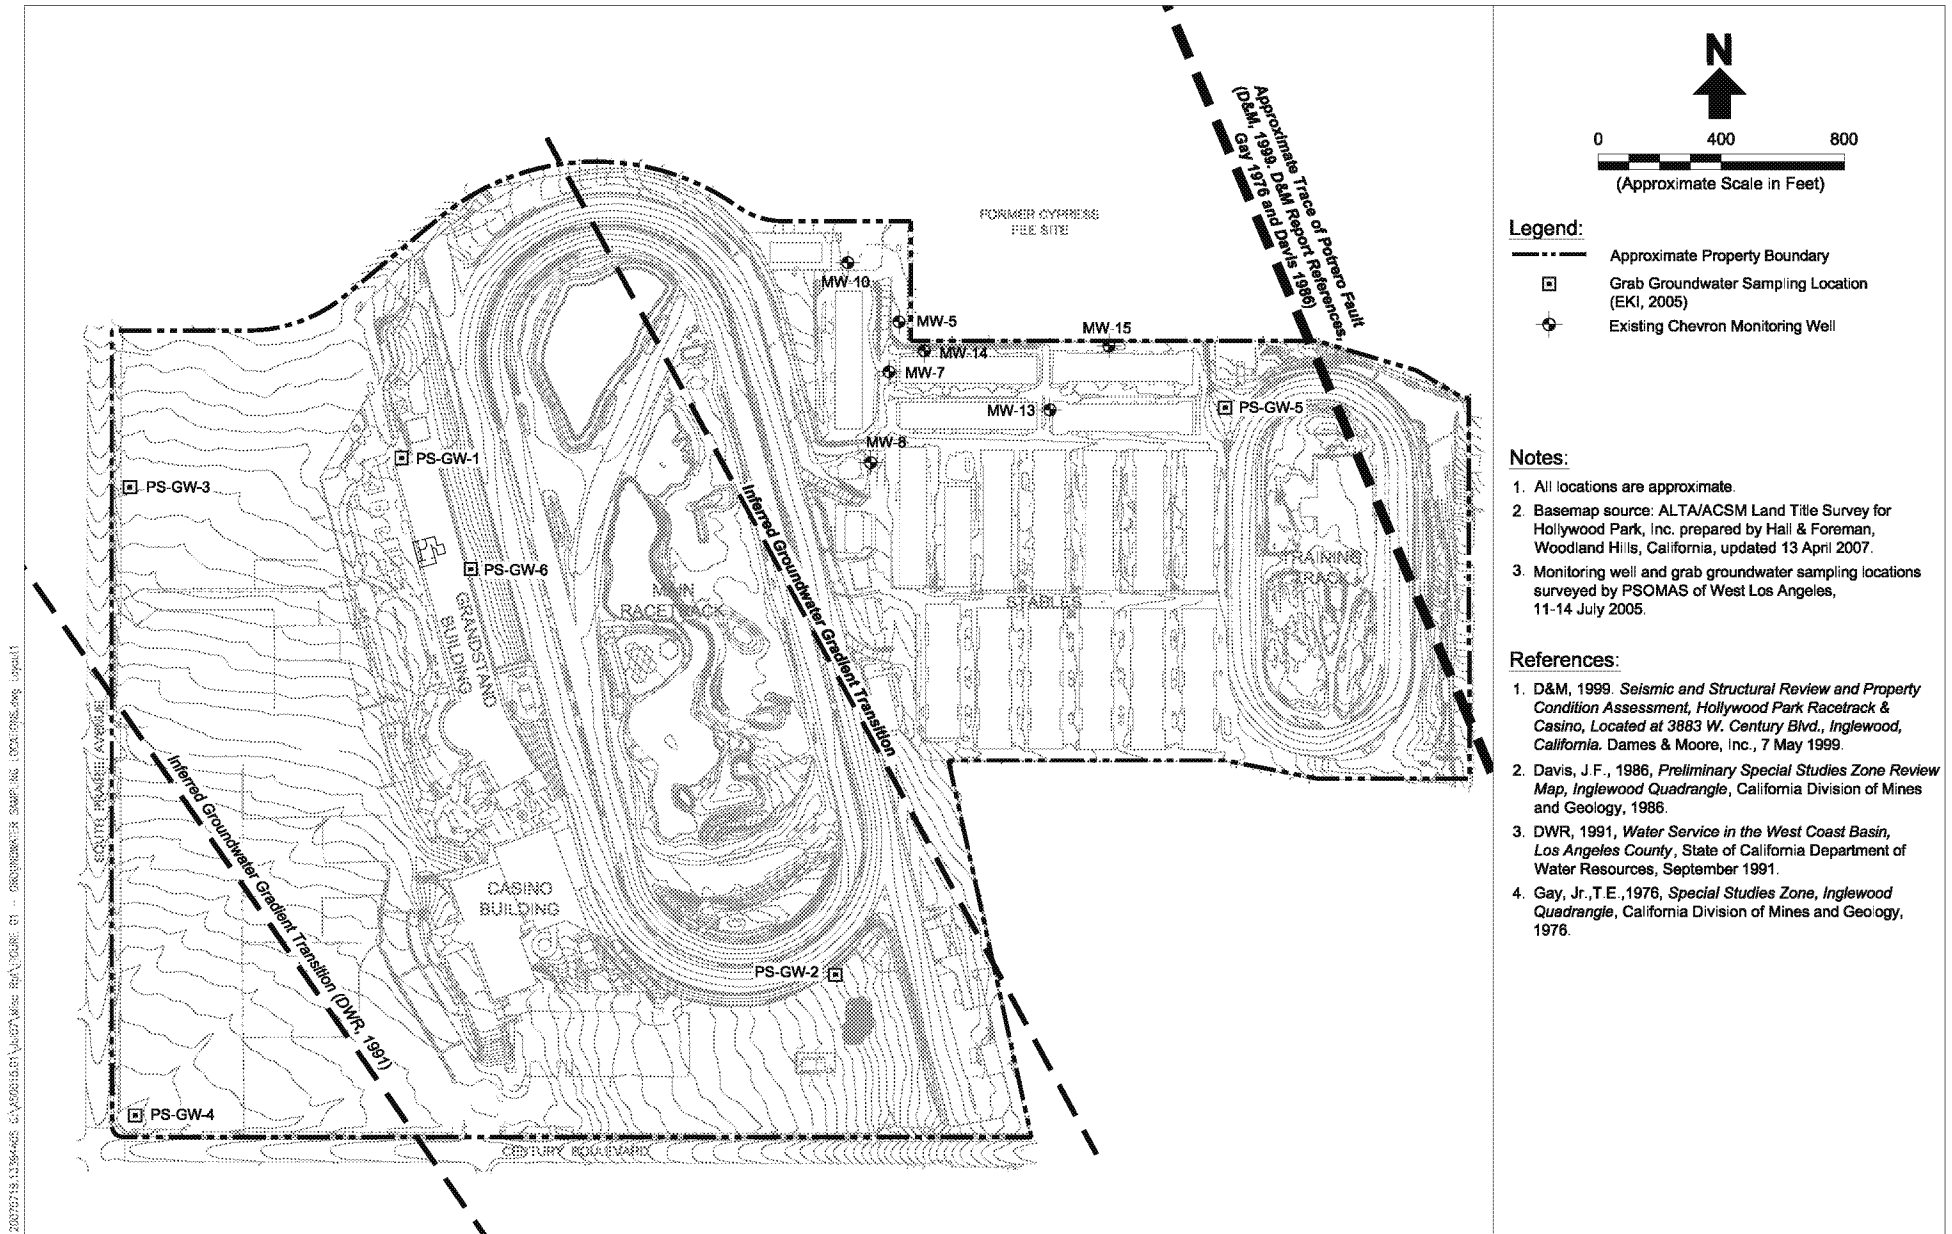 N
0 400 800
(Approximate Scale in Feet)
Legend:
Approximate Property Boundary
Grab Groundwater Sampling Location
(EKI, 2005)
Existing Chevron Monitoring Well
Notes:
1. All locations are approximate.
2. Basemap source: ALTA/ACSM Land Title Survey for
Hollywood Park, Inc. prepared by Hall & Foreman,
Woodland Hills, California, updated 13 April 2007.
3. Monitoring well and grab groundwater sampling locations
surveyed by PSOMAS of West Los Angeles,
11-14 July 2005.
References:
1. D&M, 1999. Seismic and Structural Review and Property
Condition Assessment, Hollywood Park Racetrack &
Casino, Located at 3883 W. Century Blvd., Inglewood,
California. Dames & Moore, Inc., 7 May 1999.
2. Davis, J.F., 1986, Preliminary Special Studies Zone Review
Map, Inglewood Quadrangle, California Division of Mines
and Geology, 1986.
3. DWR, 1991, Water Service in the West Coast Basin,
Los Angeles County, State of California Department of
Water Resources, September 1991.
4. Gay, Jr.,T.E.,1976, Special Studies Zone, Inglewood
Quadrangle, California Division of Mines and Geology,
1976.
Approximate Trace of Potrero Fault
(D&M, 1999. D&M Report References,
Gay 1976 and Davis 1986)
FORMER CYPRESS
FEE SITE
MW-10
MW-5
MW-15
MW-14
MW-7
MW-13
PS-GW-5
MW-8
PS-GW-1
PS-GW-3
PS-GW-6
Inferred Groundwater Gradient Transition
MAIN
RACETRACK
STABLES
TRAINING
TRACK
GRANDSTAND
BUILDING
Inferred Groundwater Gradient Transition (DWR, 1991)
CASINO
BUILDING
PS-GW-2
PS-GW-4
CENTURY BOULEVARD
SOUTH PRAIRIE AVENUE